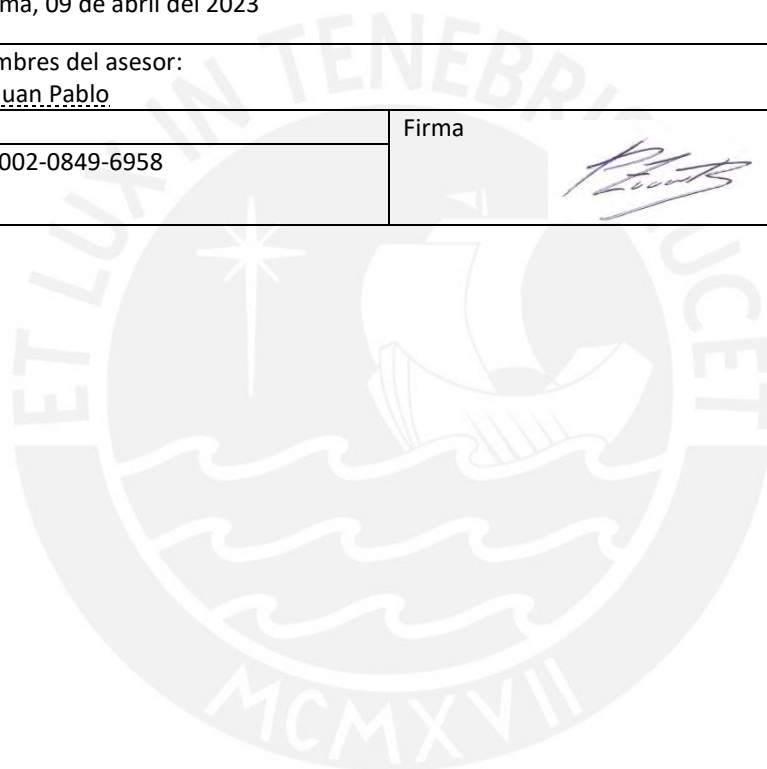 ma, 09 de abril del 2023
mbres del asesor:
uan Pablo
Firma
002-0849-6958
ET LUX IN TENEBRIS LUCET
MCMXVII